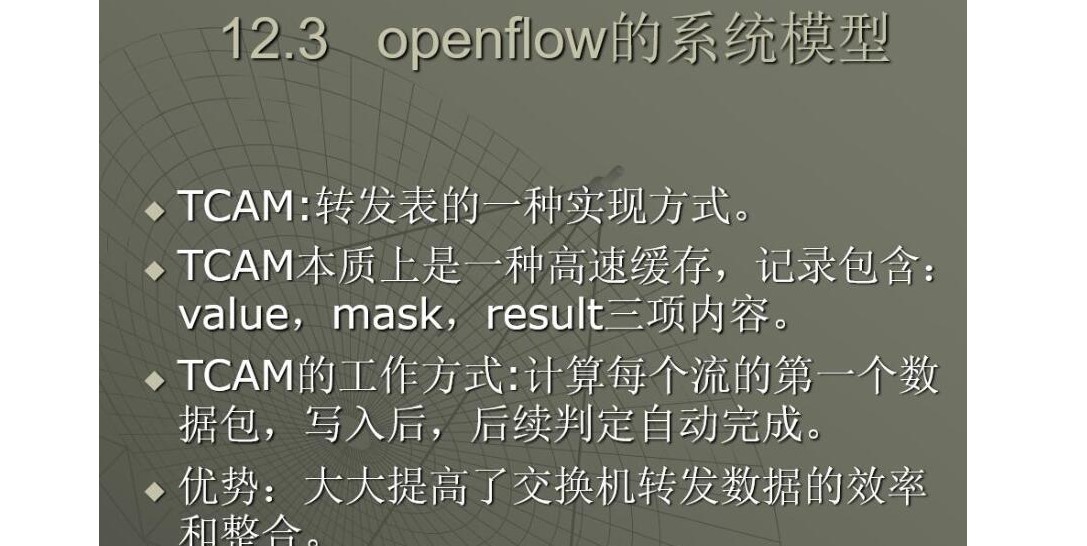 12.3 openflow的系统模型
TCAM:转发表的一种实现方式。
TCAM本质上是一种高速缓存，记录包含：
value，mask，result三项内容。
TCAM的工作方式:计算每个流的第一个数
据包，写入后，后续判定自动完成。
优势：大大提高了交换机转发数据的效率
和整合。